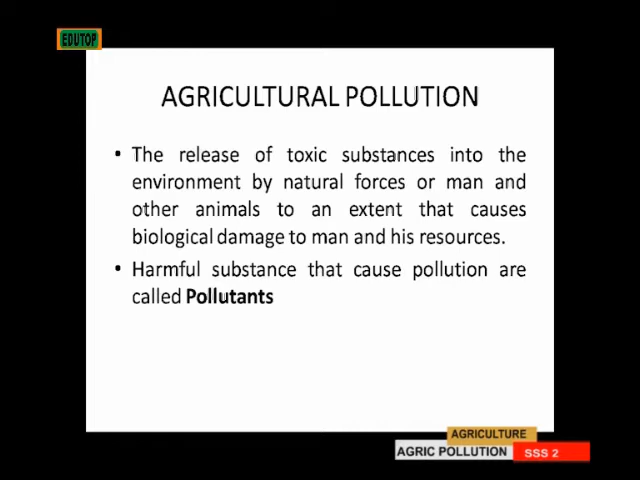 EDUTOP
AGRICULTURAL POLLUTION
• The release of toxic substances into the
environment by natural forces or man and
other animals to an extent that causes
biological damage to man and his resources.
• Harmful substance that cause pollution are
called Pollutants
AGRICULTURE
AGRIC POLLUTION SSS 2